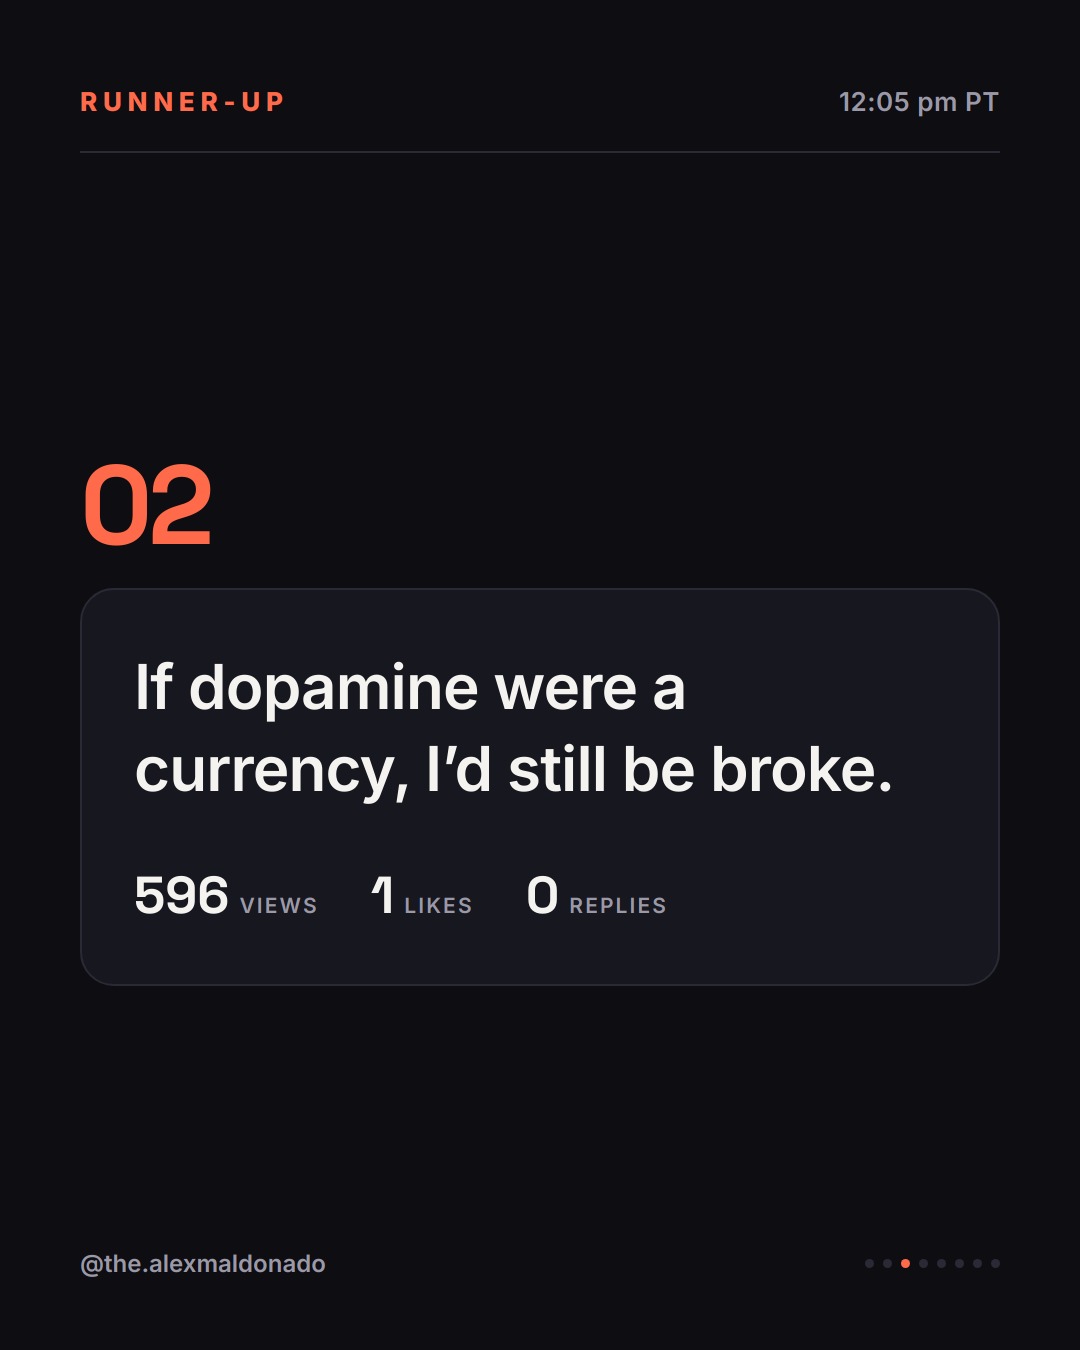 RUNNER-UP
12:05 pm PT
02
If dopamine were a
currency, I’d still be broke.
596 VIEWS 1 LIKES 0 REPLIES
@the.alexmaldonado